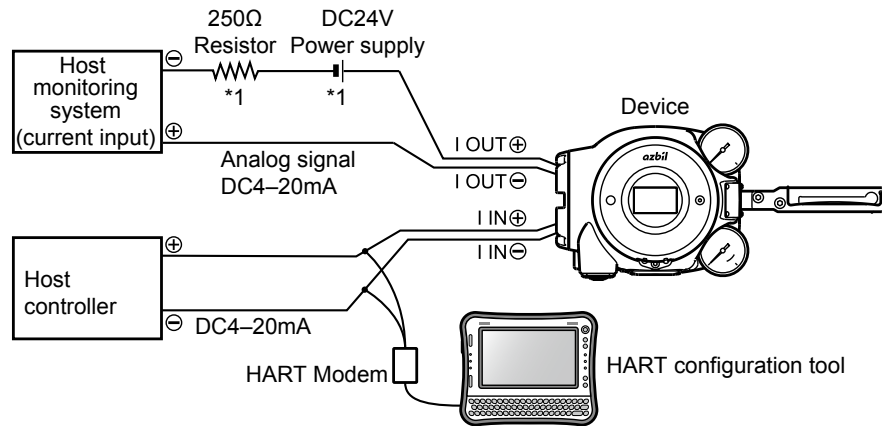 250Ω
Resistor
*1
DC24V
Power supply
*1
Host
monitoring
system
(current input)
⊖
⊕
Analog signal
DC4–20mA
Device
azbil
I OUT⊕
I OUT⊖
I IN⊕
I IN⊖
Host
controller
⊕
⊖
DC4–20mA
HART Modem
HART configuration tool